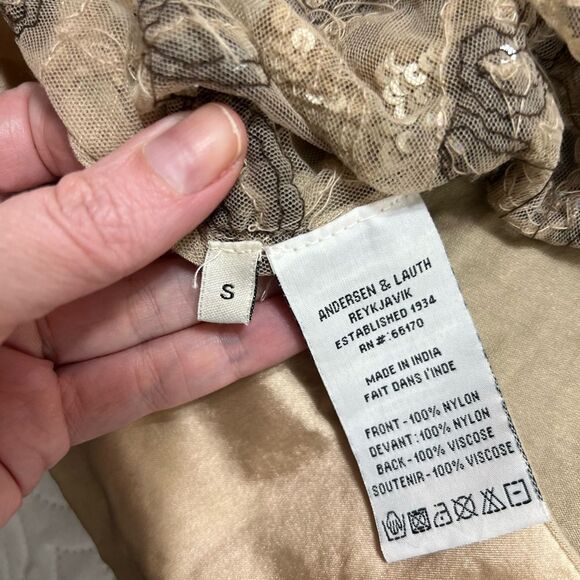 S
ANDERSEN & LAUTH
REYKJAVIK
ESTABLISHED 1934
RN#:66170
MADE IN INDIA
FAIT DANS l'INDE
FRONT-100% NYLON
DEVANT:100% NYLON
BACK-100% VISCOSE
SOUTENIR-100% VISCOSE